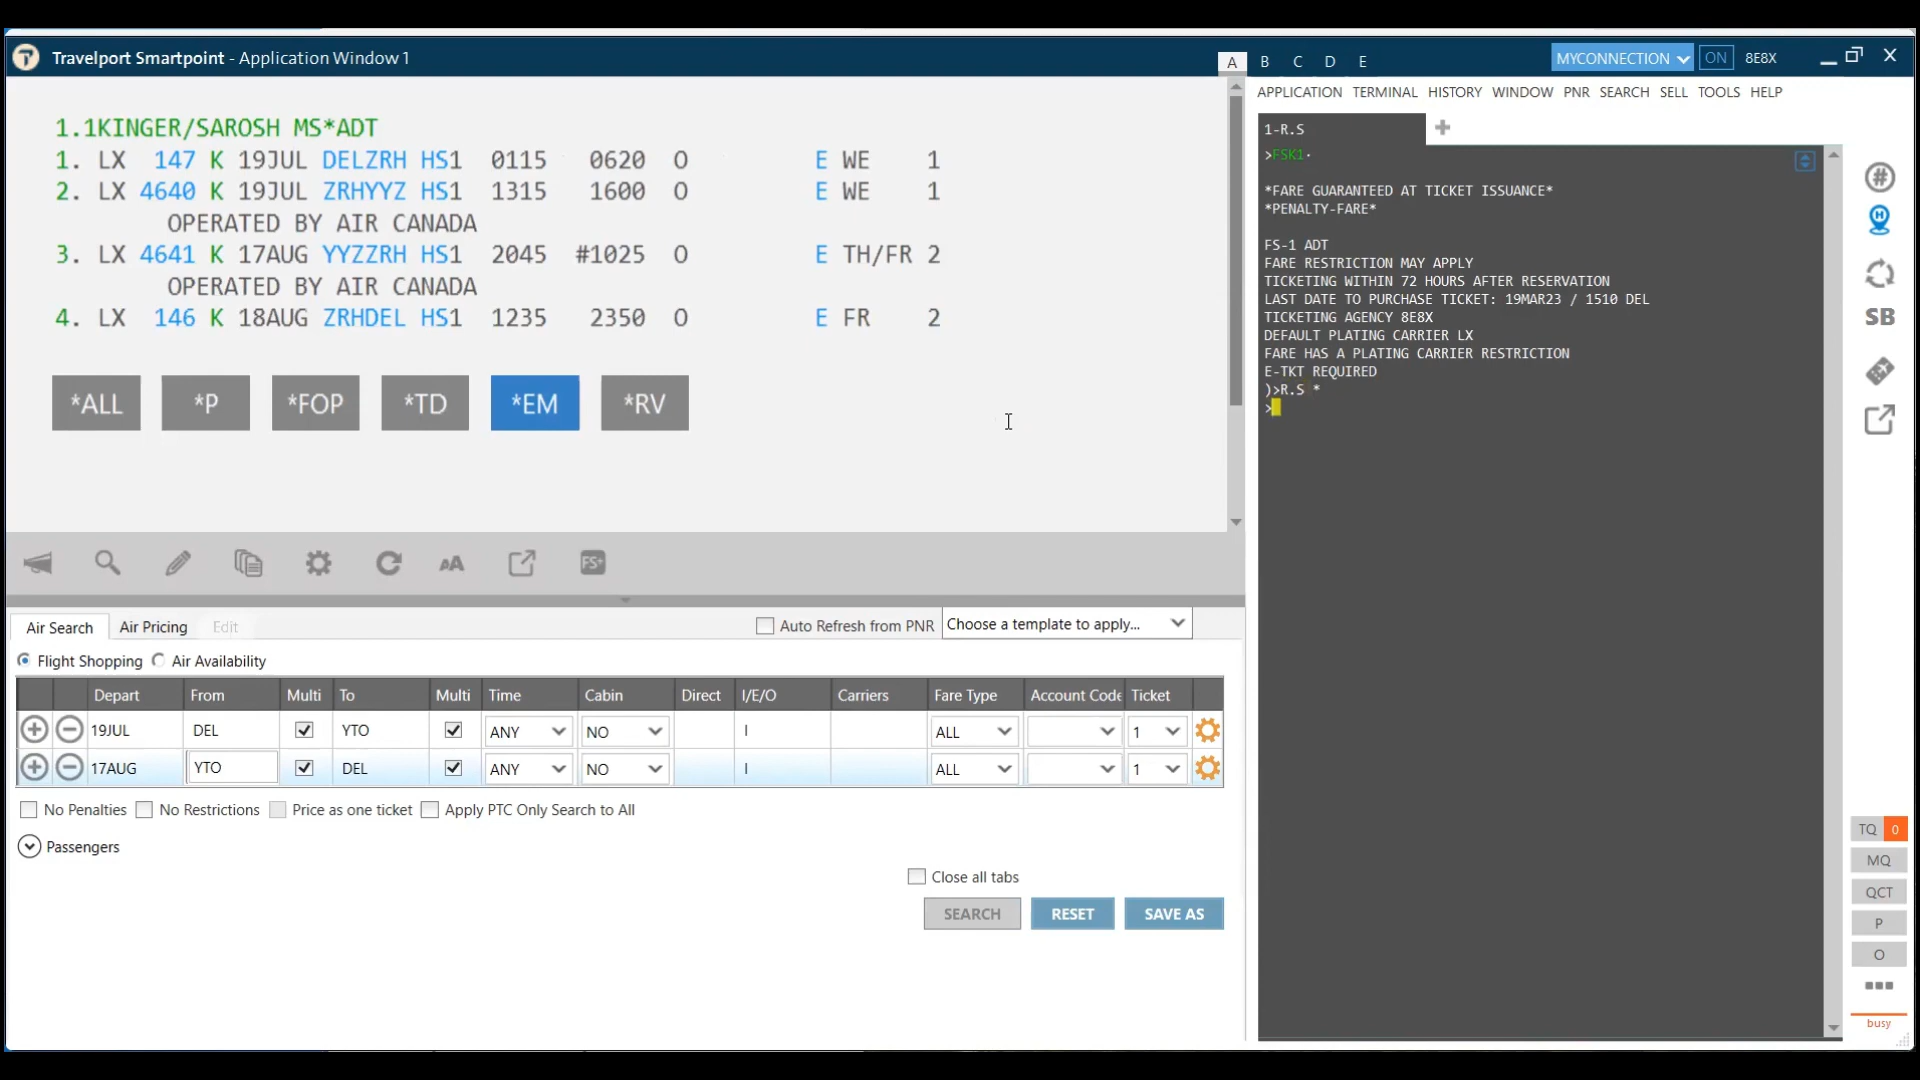 Travelport Smartpoint - Application Window 1
A B C D E
MYCONNECTION ON 8E8X
APPLICATION TERMINAL HISTORY WINDOW PNR SEARCH SELL TOOLS HELP
1.1KINGER/SAROSH MS*ADT
1. LX 147 K 19JUL DELZRH HS1 0115 0620 O E WE 1
2. LX 4640 K 19JUL ZRHYYZ HS1 1315 1600 O E WE 1
OPERATED BY AIR CANADA
3. LX 4641 K 17AUG YYZZRH HS1 2045 #1025 O E TH/FR 2
OPERATED BY AIR CANADA
4. LX 146 K 18AUG ZRHDEL HS1 1235 2350 O E FR 2
*ALL *P *FOP *TD *EM *RV
FS+
Air Search Air Pricing Edit
Auto Refresh from PNR Choose a template to apply...
Flight Shopping Air Availability
Depart From Multi To Multi Time Cabin Direct I/E/O Carriers Fare Type Account Code Ticket
19JUL DEL YTO ANY NO I ALL 1
17AUG YTO DEL ANY NO I ALL 1
No Penalties No Restrictions Price as one ticket Apply PTC Only Search to All
Passengers
Close all tabs
SEARCH RESET SAVE AS
1-R.S
>FSK1·
*FARE GUARANTEED AT TICKET ISSUANCE*
*PENALTY-FARE*
FS-1 ADT
FARE RESTRICTION MAY APPLY
TICKETING WITHIN 72 HOURS AFTER RESERVATION
LAST DATE TO PURCHASE TICKET: 19MAR23 / 1510 DEL
TICKETING AGENCY 8E8X
DEFAULT PLATING CARRIER LX
FARE HAS A PLATING CARRIER RESTRICTION
E-TKT REQUIRED
)>R.S *
>
SB
TQ 0
MQ
QCT
P
O
busy